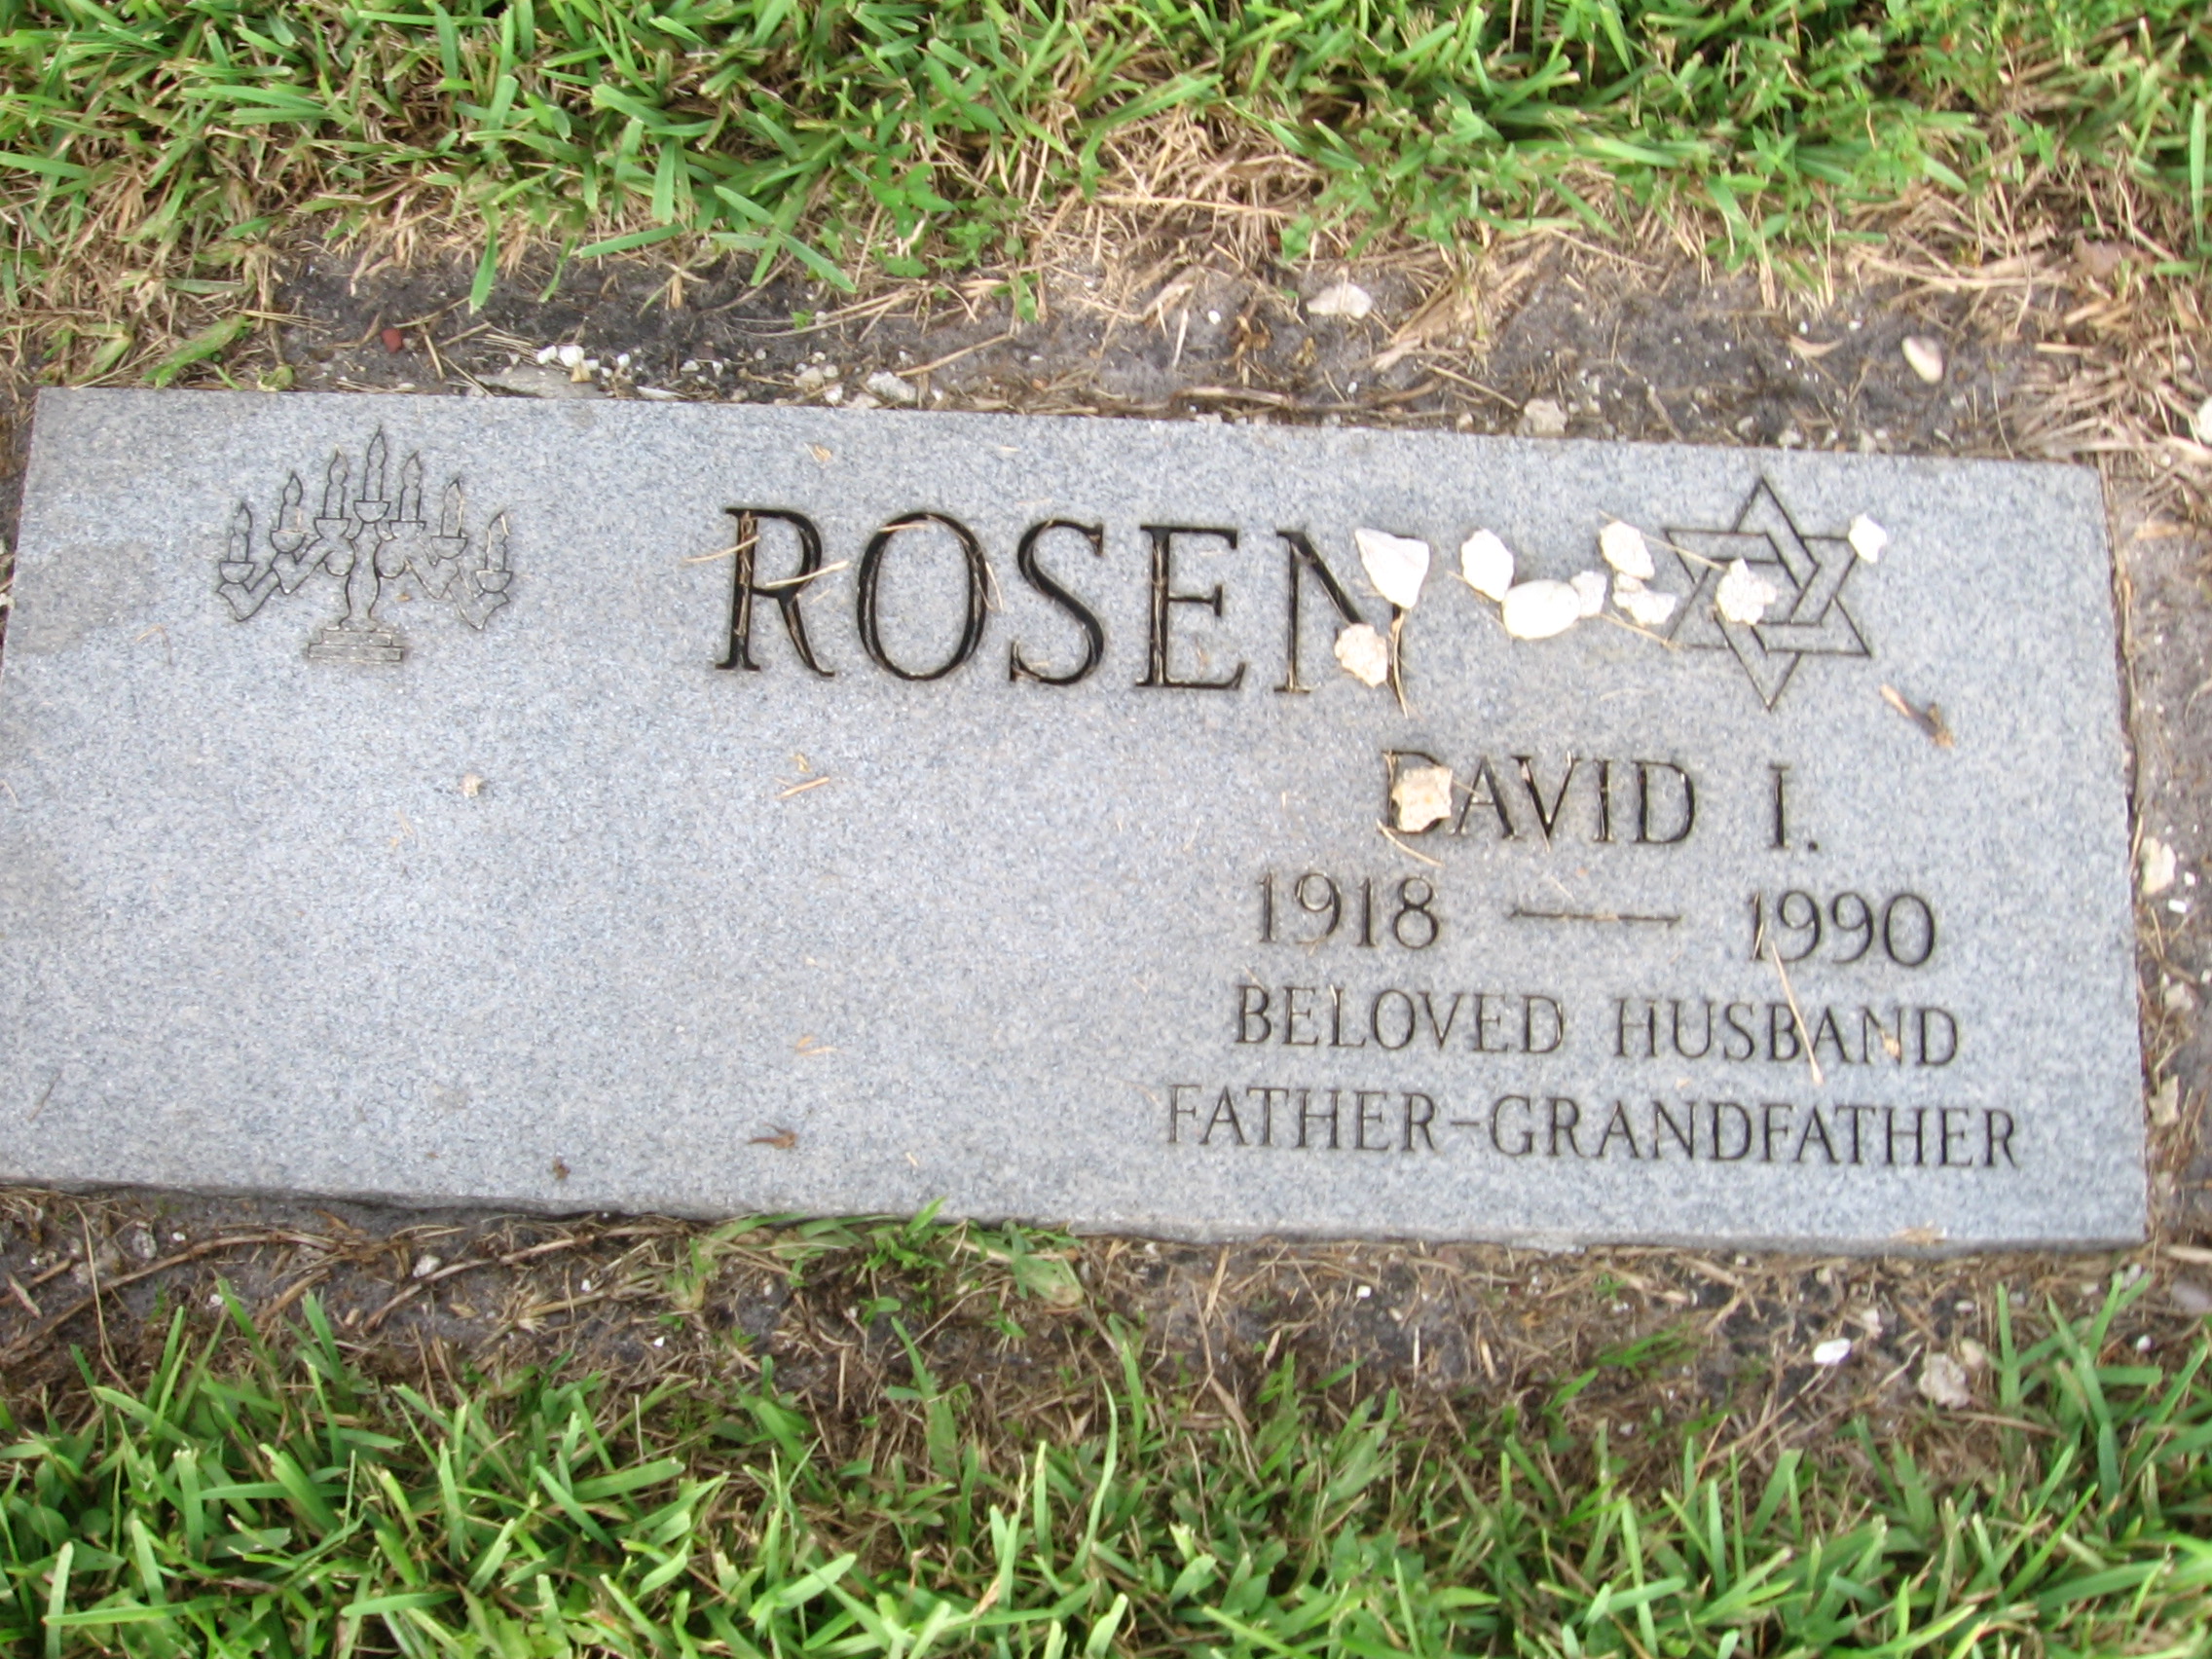 ROSEN
DAVID I.
1918 — 1990
BELOVED HUSBAND
FATHER-GRANDFATHER